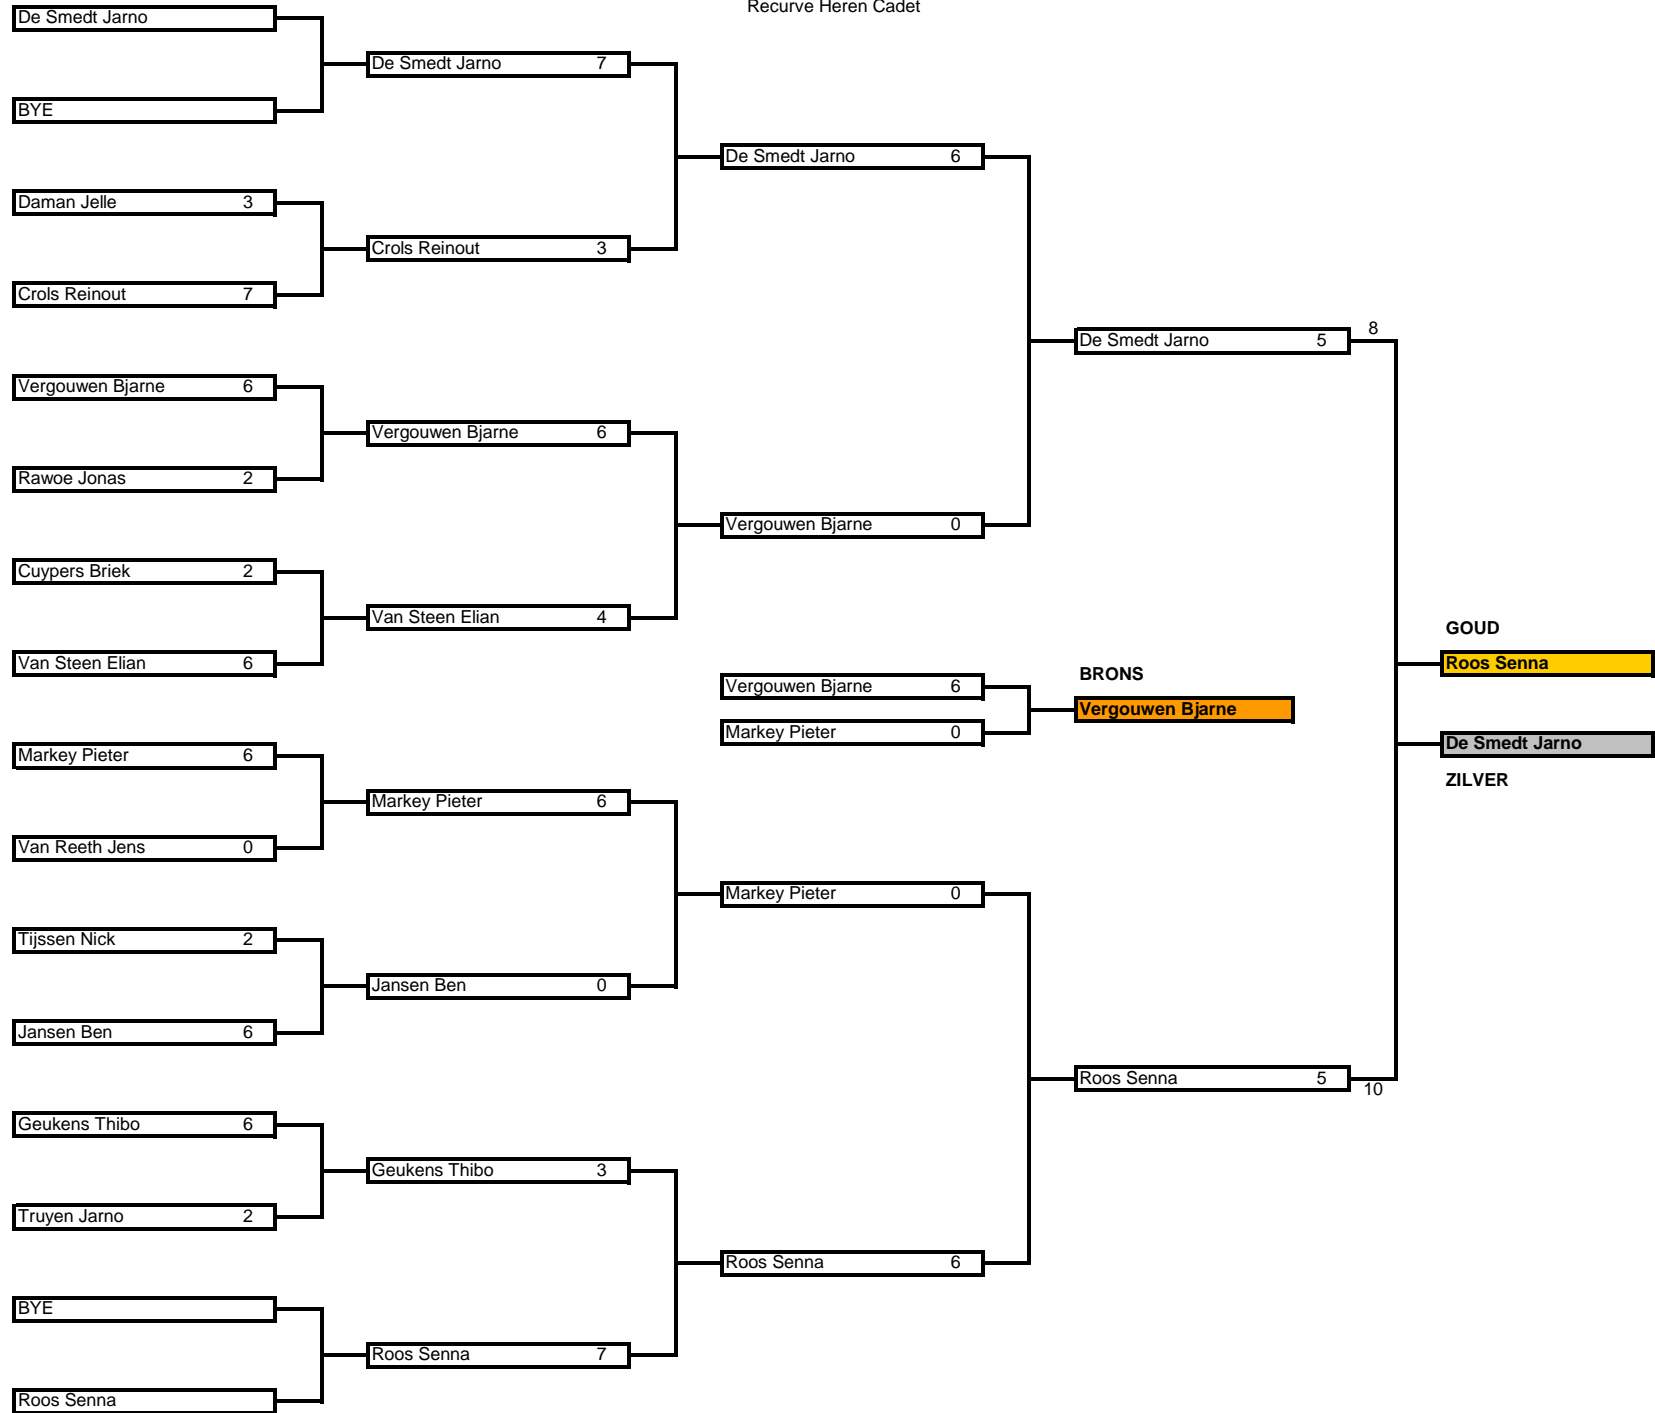 Recurve Heren Cadet
De Smedt Jarno
De Smedt Jarno 7
BYE
De Smedt Jarno 6
Daman Jelle 3
Crols Reinout 3
Crols Reinout 7
8
De Smedt Jarno 5
Vergouwen Bjarne 6
Vergouwen Bjarne 6
Rawoe Jonas 2
Vergouwen Bjarne 0
Cuypers Briek 2
Van Steen Elian 4
GOUD
Van Steen Elian 6
Roos Senna
BRONS
Vergouwen Bjarne 6
Vergouwen Bjarne
Markey Pieter 0
De Smedt Jarno
Markey Pieter 6
ZILVER
Markey Pieter 6
Van Reeth Jens 0
Markey Pieter 0
Tijssen Nick 2
Jansen Ben 0
Jansen Ben 6
Roos Senna 5
10
Geukens Thibo 6
Geukens Thibo 3
Truyen Jarno 2
Roos Senna 6
BYE
Roos Senna 7
Roos Senna